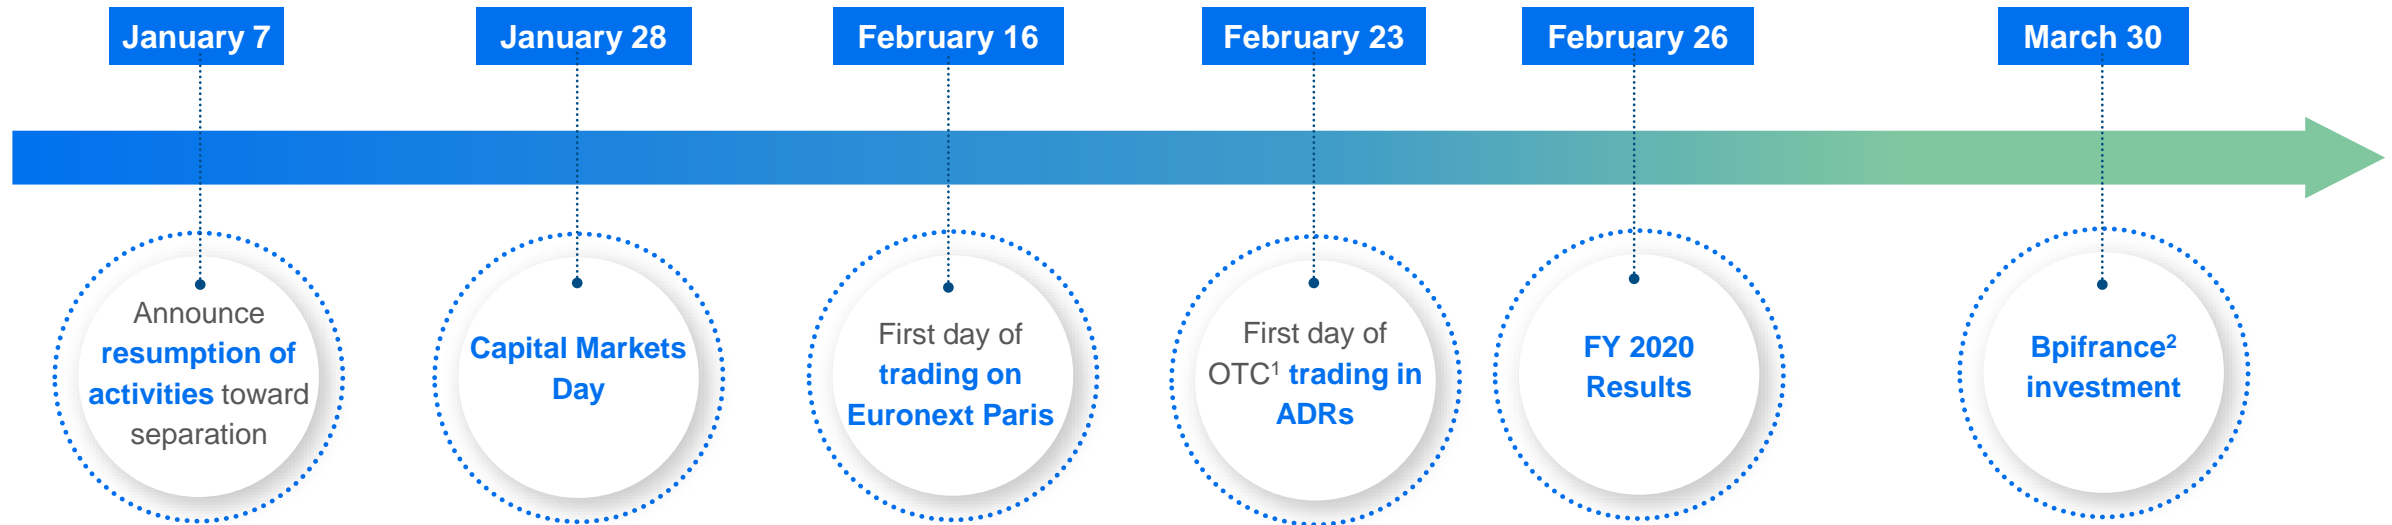 January 7
Announce
resumption of
activities toward
separation
January 28
Capital Markets
Day
February 16
First day of
trading on
Euronext Paris
February 23
First day of
OTC¹ trading in
ADRs
February 26
FY 2020
Results
March 30
Bpifrance²
investment